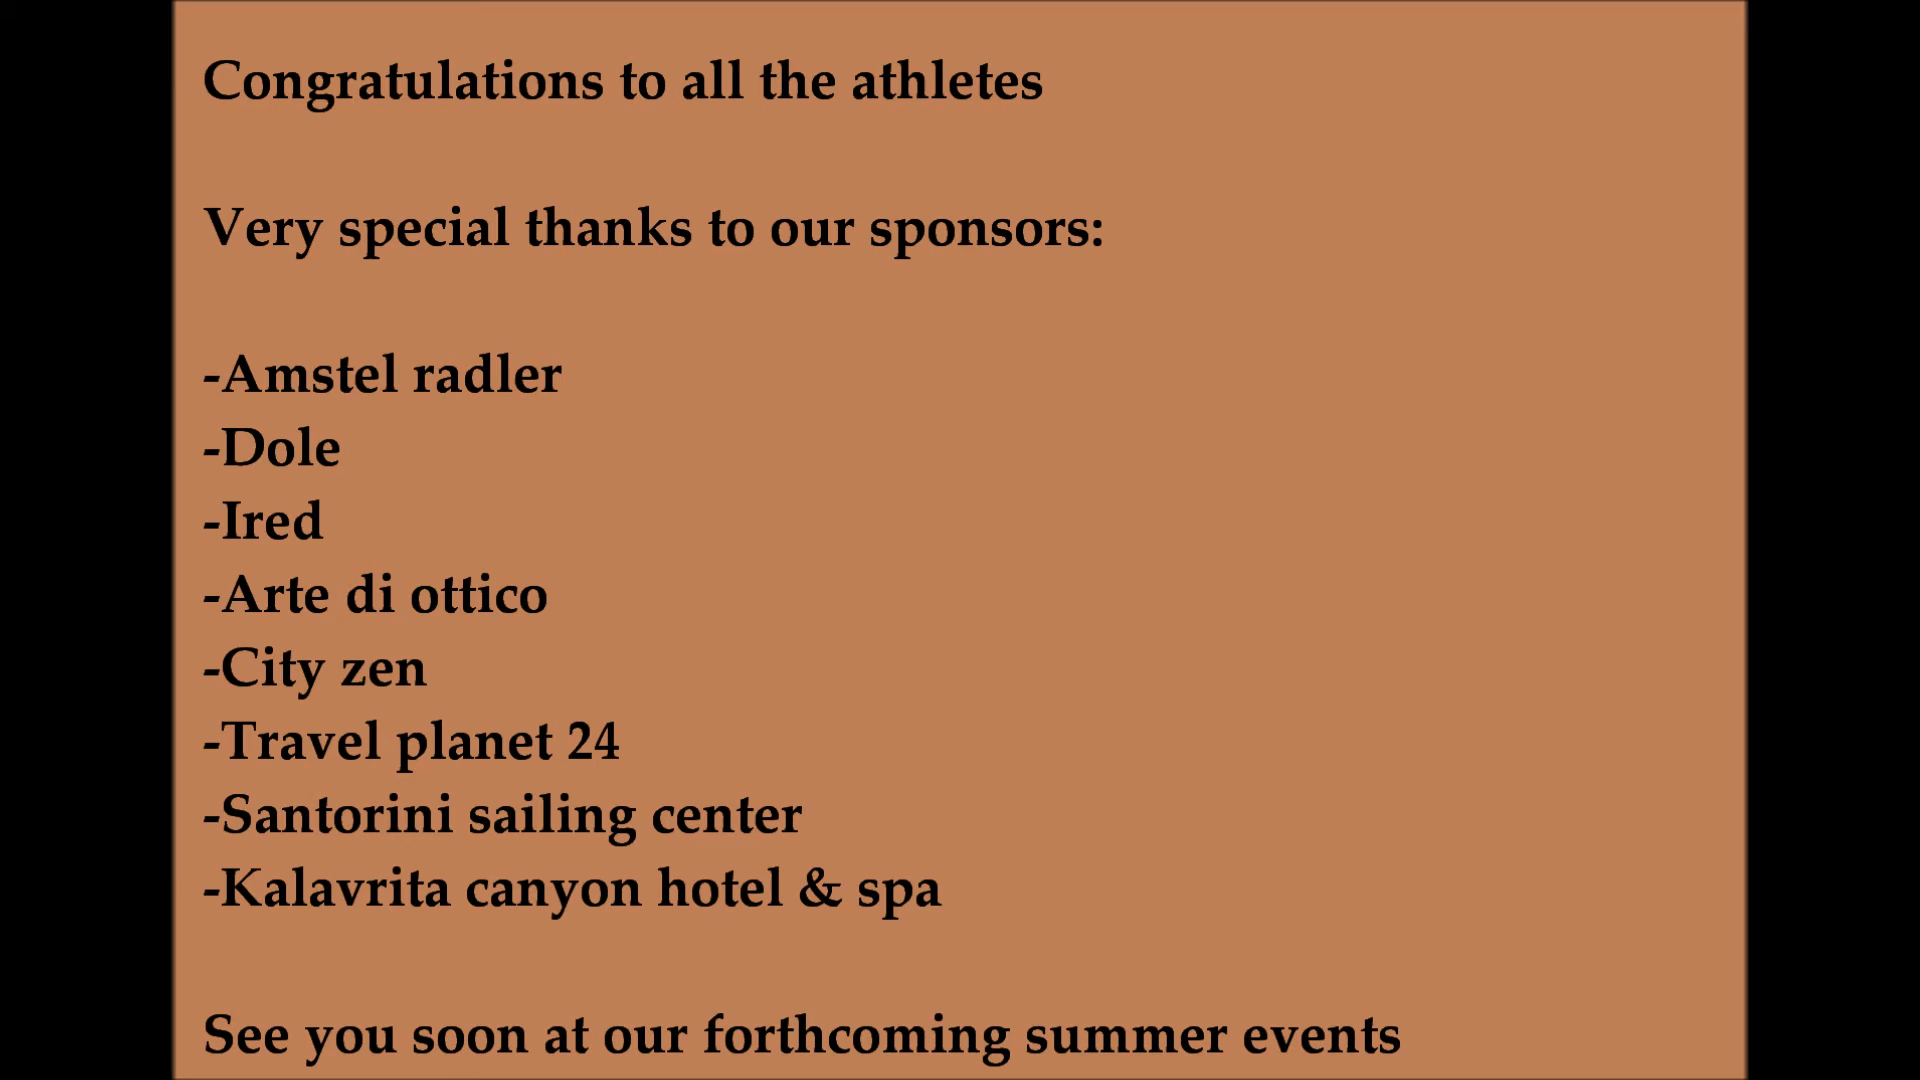 Congratulations to all the athletes
Very special thanks to our sponsors:
-Amstel radler
-Dole
-Ired
-Arte di ottico
-City zen
-Travel planet 24
-Santorini sailing center
-Kalavrita canyon hotel & spa
See you soon at our forthcoming summer events